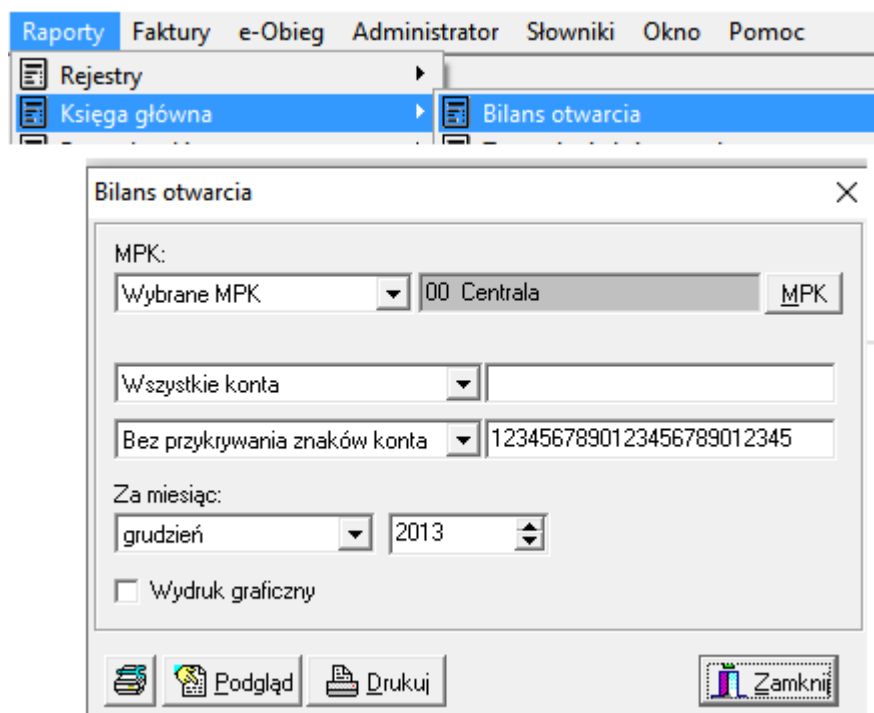 Raporty Faktury e-Obieg Administrator Słowniki Okno Pomoc
Rejestry
Księga główna Bilans otwarcia
Bilans otwarcia
MPK:
Wybrane MPK 00 Centrala MPK
Wszystkie konta
Bez przykrywania znaków konta 1234567890123456789012345
Za miesiąc:
grudzień 2013
Wydruk graficzny
Podgląd Drukuj Zamknij